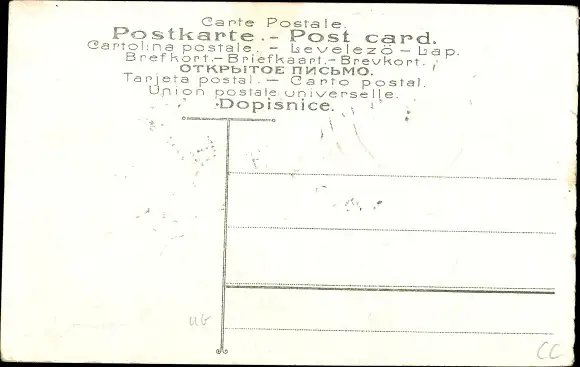 Carte Postale.
Postkarte. - Post card.
Cartolina postale. - Levelezö - Lap.
Brefkort. - Briefkaart. - Brevkort.
ОТКРЫТОЕ ПИСЬМО.
Tarjeta postal. - Carto postal.
Union postale universelle.
Dopisnice.
CC